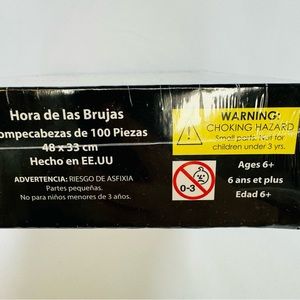 Hora de las Brujas
ompecabezas de 100 Piezas
48 x 33 cm
Hecho en EE.UU
ADVERTENCIA: RIESGO DE ASFIXIA
Partes pequeñas.
No para niños menores de 3 años.
WARNING:
CHOKING HAZARD
Small parts. Not for
children under 3 yrs.
0-3
Ages 6+
6 ans et plus
Edad 6+